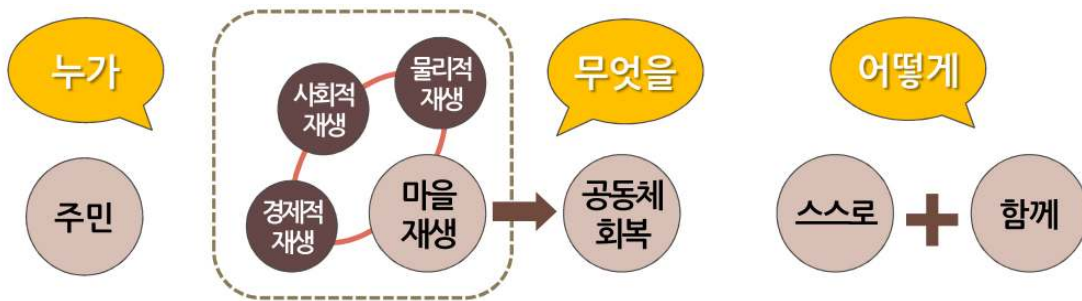 누가
주민
사회적
재생
물리적
재생
경제적
재생
마을
재생
무엇을
공동체
회복
어떻게
스스로
+
함께